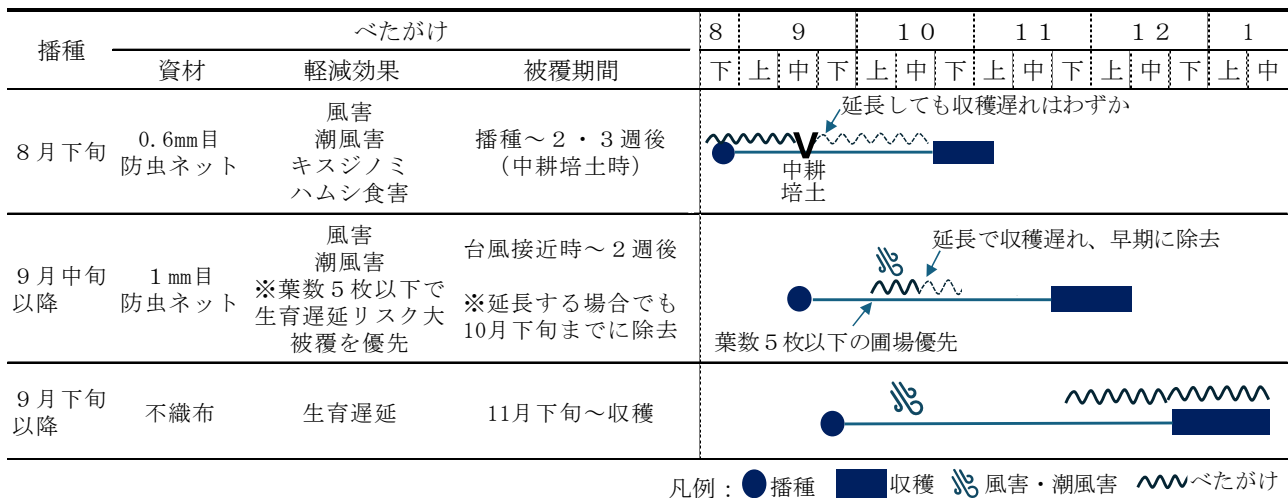 播種 べたがけ 8 9 10 11 12 1
資材 軽減効果 被覆期間 下 上 中 下 上 中 下 上 中 下 上 中 下 上 中
8月下旬
0.6mm目
防虫ネット
風害
潮風害
キスジノミ
ハムシ食害
播種～2・3週後
（中耕培土時）
延長しても収穫遅れはわずか
V
中耕
培土
9月中旬
以降
1mm目
防虫ネット
風害
潮風害
※葉数5枚以下で
生育遅延リスク大
被覆を優先
台風接近時～2週後
※延長する場合でも
10月下旬までに除去
延長で収穫遅れ、早期に除去
葉数5枚以下の圃場優先
9月下旬
以降
不織布
生育遅延
11月下旬～収穫
凡例：播種 収穫 風害・潮風害 べたがけ